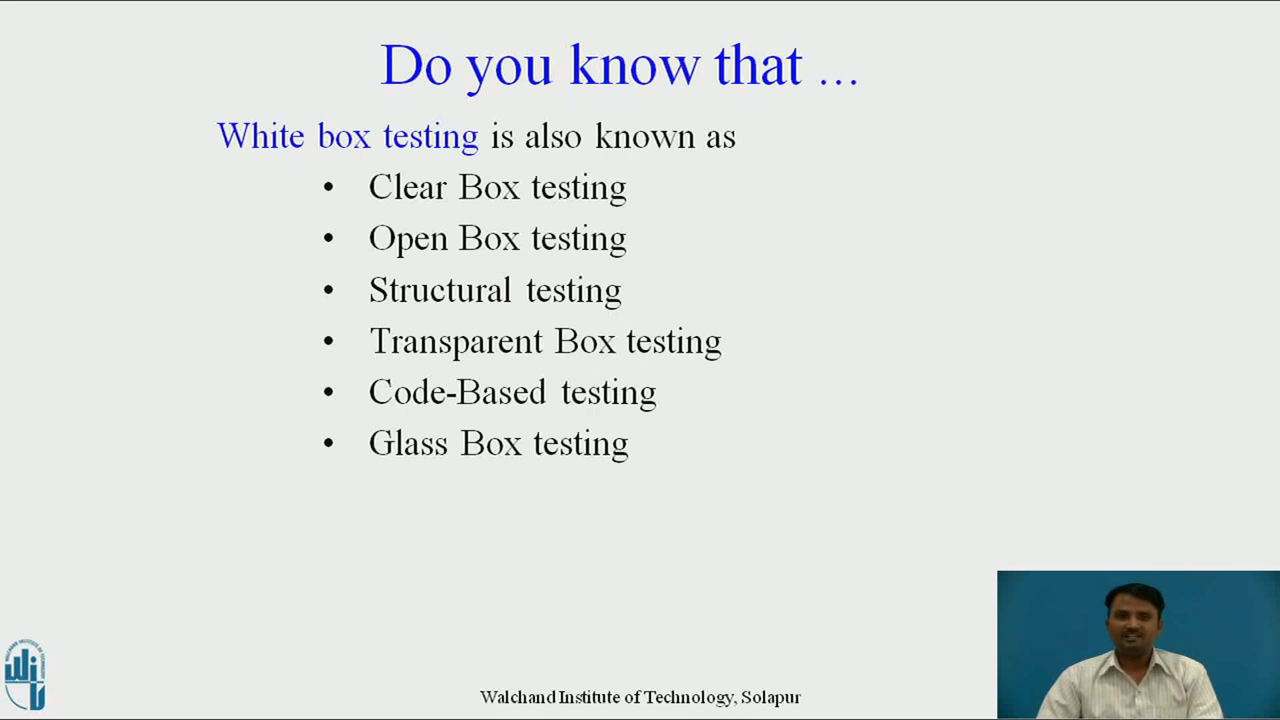 Do you know that ...
White box testing is also known as
• Clear Box testing
• Open Box testing
• Structural testing
• Transparent Box testing
• Code-Based testing
• Glass Box testing
Walchand Institute of Technology, Solapur